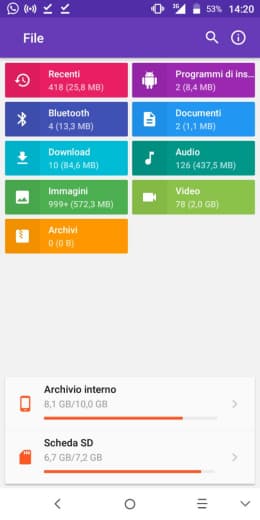 3G 53% 14:20
File
Recenti
418 (25,8 MB)
Programmi di ins...
2 (8,4 MB)
Bluetooth
4 (13,3 MB)
Documenti
2 (1,1 MB)
Download
10 (84,6 MB)
Audio
126 (437,5 MB)
Immagini
999+ (572,3 MB)
Video
78 (2,0 GB)
Archivi
0 (0 B)
Archivio interno
8,1 GB/10,0 GB
Scheda SD
6,7 GB/7,2 GB